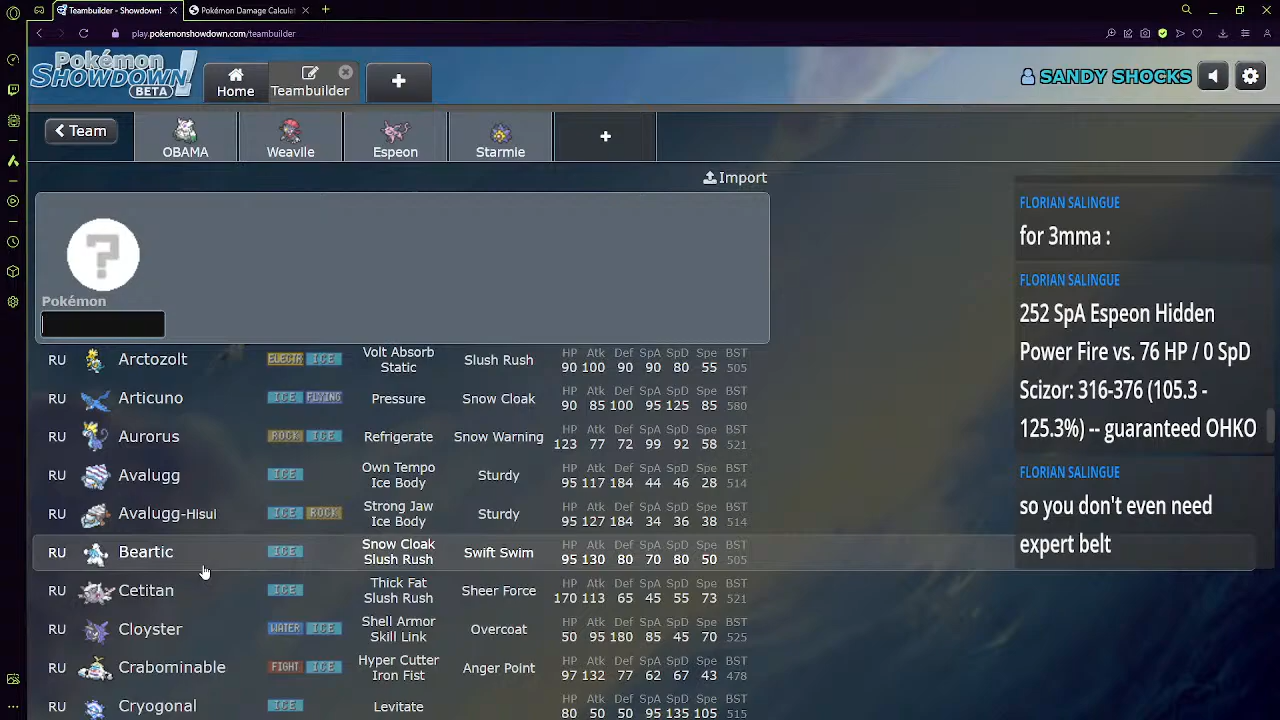 Teambuilder - Showdown!
Pokémon Damage Calculat
play.pokemonshowdown.com/teambuilder
Pokémon
SHOWDOWN!
BETA
Home
Teambuilder
SANDY SHOCKS
Team
OBAMA
Weavile
Espeon
Starmie
Import
Pokémon
RU Arctozolt ELECTR ICE Volt Absorb Static Slush Rush HP 90 Atk 100 Def 90 SpA 90 SpD 80 Spe 55 BST 505
RU Articuno ICE FLYING Pressure Snow Cloak HP 90 Atk 85 Def 100 SpA 95 SpD 125 Spe 85 BST 580
RU Aurorus ROCK ICE Refrigerate Snow Warning HP 123 Atk 77 Def 72 SpA 99 SpD 92 Spe 58 BST 521
RU Avalugg ICE Own Tempo Ice Body Sturdy HP 95 Atk 117 Def 184 SpA 44 SpD 46 Spe 28 BST 514
RU Avalugg-Hisui ICE ROCK Strong Jaw Ice Body Sturdy HP 95 Atk 127 Def 184 SpA 34 SpD 36 Spe 38 BST 514
RU Beartic ICE Snow Cloak Slush Rush Swift Swim HP 95 Atk 130 Def 80 SpA 70 SpD 80 Spe 50 BST 505
RU Cetitan ICE Thick Fat Slush Rush Sheer Force HP 170 Atk 113 Def 65 SpA 45 SpD 55 Spe 73 BST 521
RU Cloyster WATER ICE Shell Armor Skill Link Overcoat HP 50 Atk 95 Def 180 SpA 85 SpD 45 Spe 70 BST 525
RU Crabominable FIGHT ICE Hyper Cutter Iron Fist Anger Point HP 97 Atk 132 Def 77 SpA 62 SpD 67 Spe 43 BST 478
RU Cryogonal ICE Levitate HP 80 Atk 50 Def 50 SpA 95 SpD 135 Spe 105 BST 515
FLORIAN SALINGUE
for 3mma :
FLORIAN SALINGUE
252 SpA Espeon Hidden
Power Fire vs. 76 HP / 0 SpD
Scizor: 316-376 (105.3 -
125.3%) -- guaranteed OHKO
FLORIAN SALINGUE
so you don't even need
expert belt